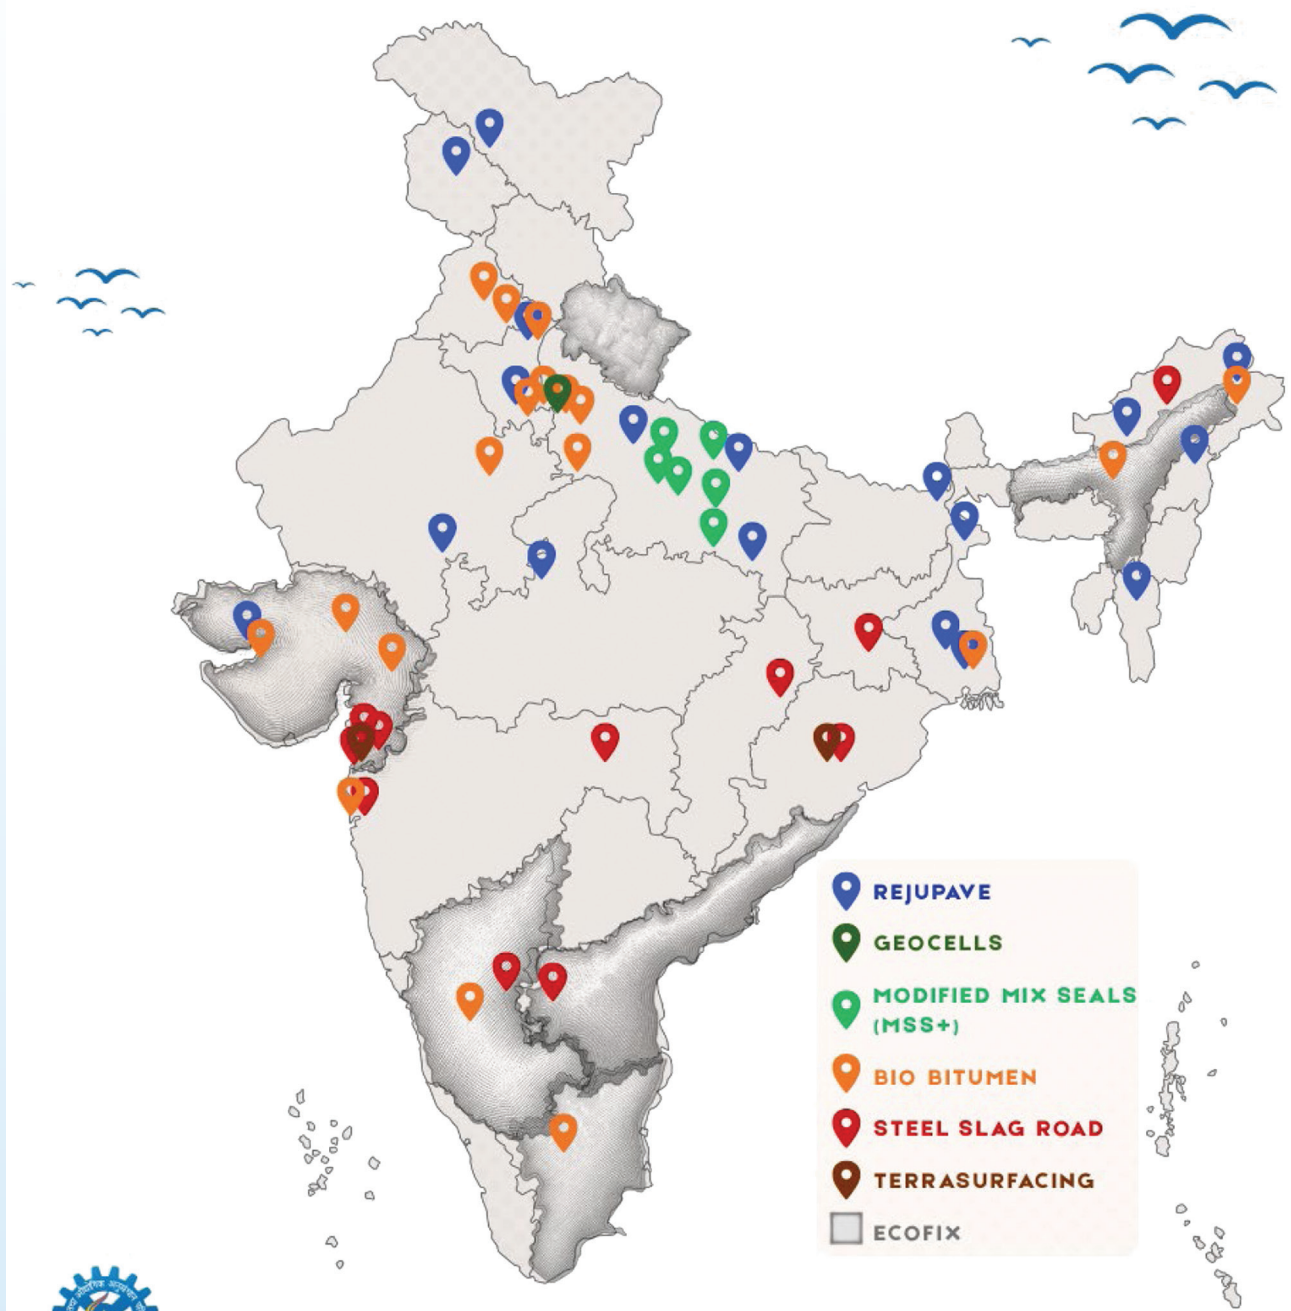 REJUPAVE
GEOCELLS
MODIFIED MIX SEALS
(MSS+)
BIO BITUMEN
STEEL SLAG ROAD
TERRASURFACING
ECOFIX